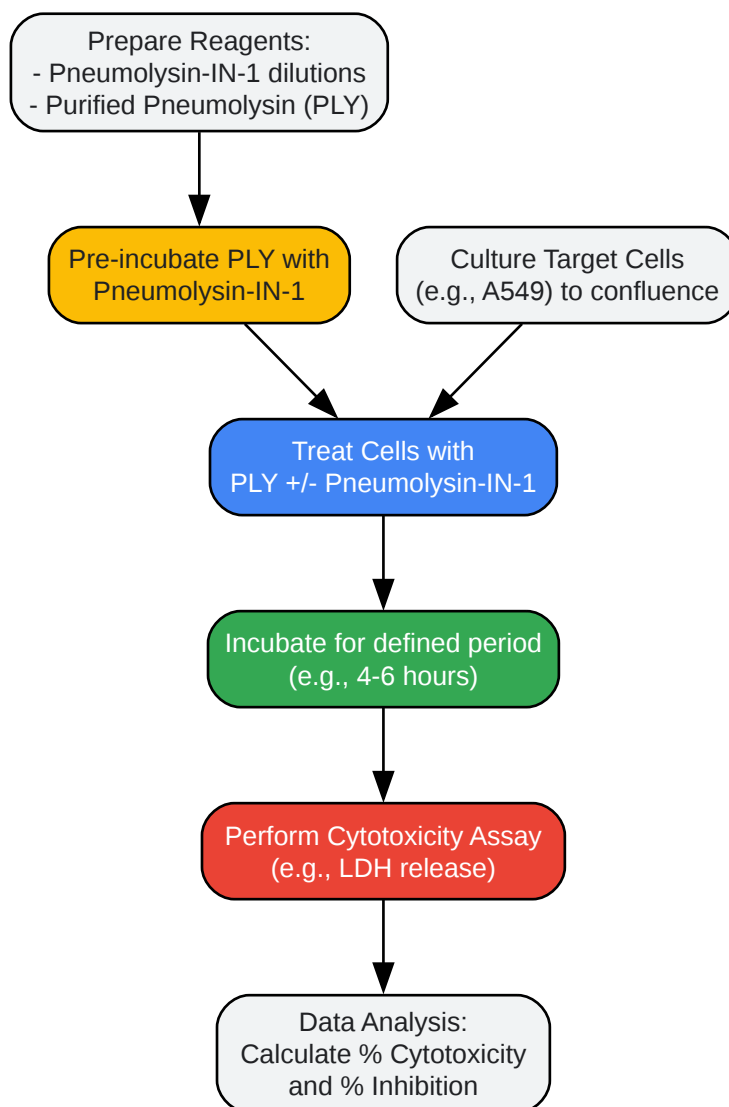 Prepare Reagents:
- Pneumolysin-IN-1 dilutions
- Purified Pneumolysin (PLY)
Pre-incubate PLY with
Pneumolysin-IN-1
Culture Target Cells
(e.g., A549) to confluence
Treat Cells with
PLY +/- Pneumolysin-IN-1
Incubate for defined period
(e.g., 4-6 hours)
Perform Cytotoxicity Assay
(e.g., LDH release)
Data Analysis:
Calculate % Cytotoxicity
and % Inhibition